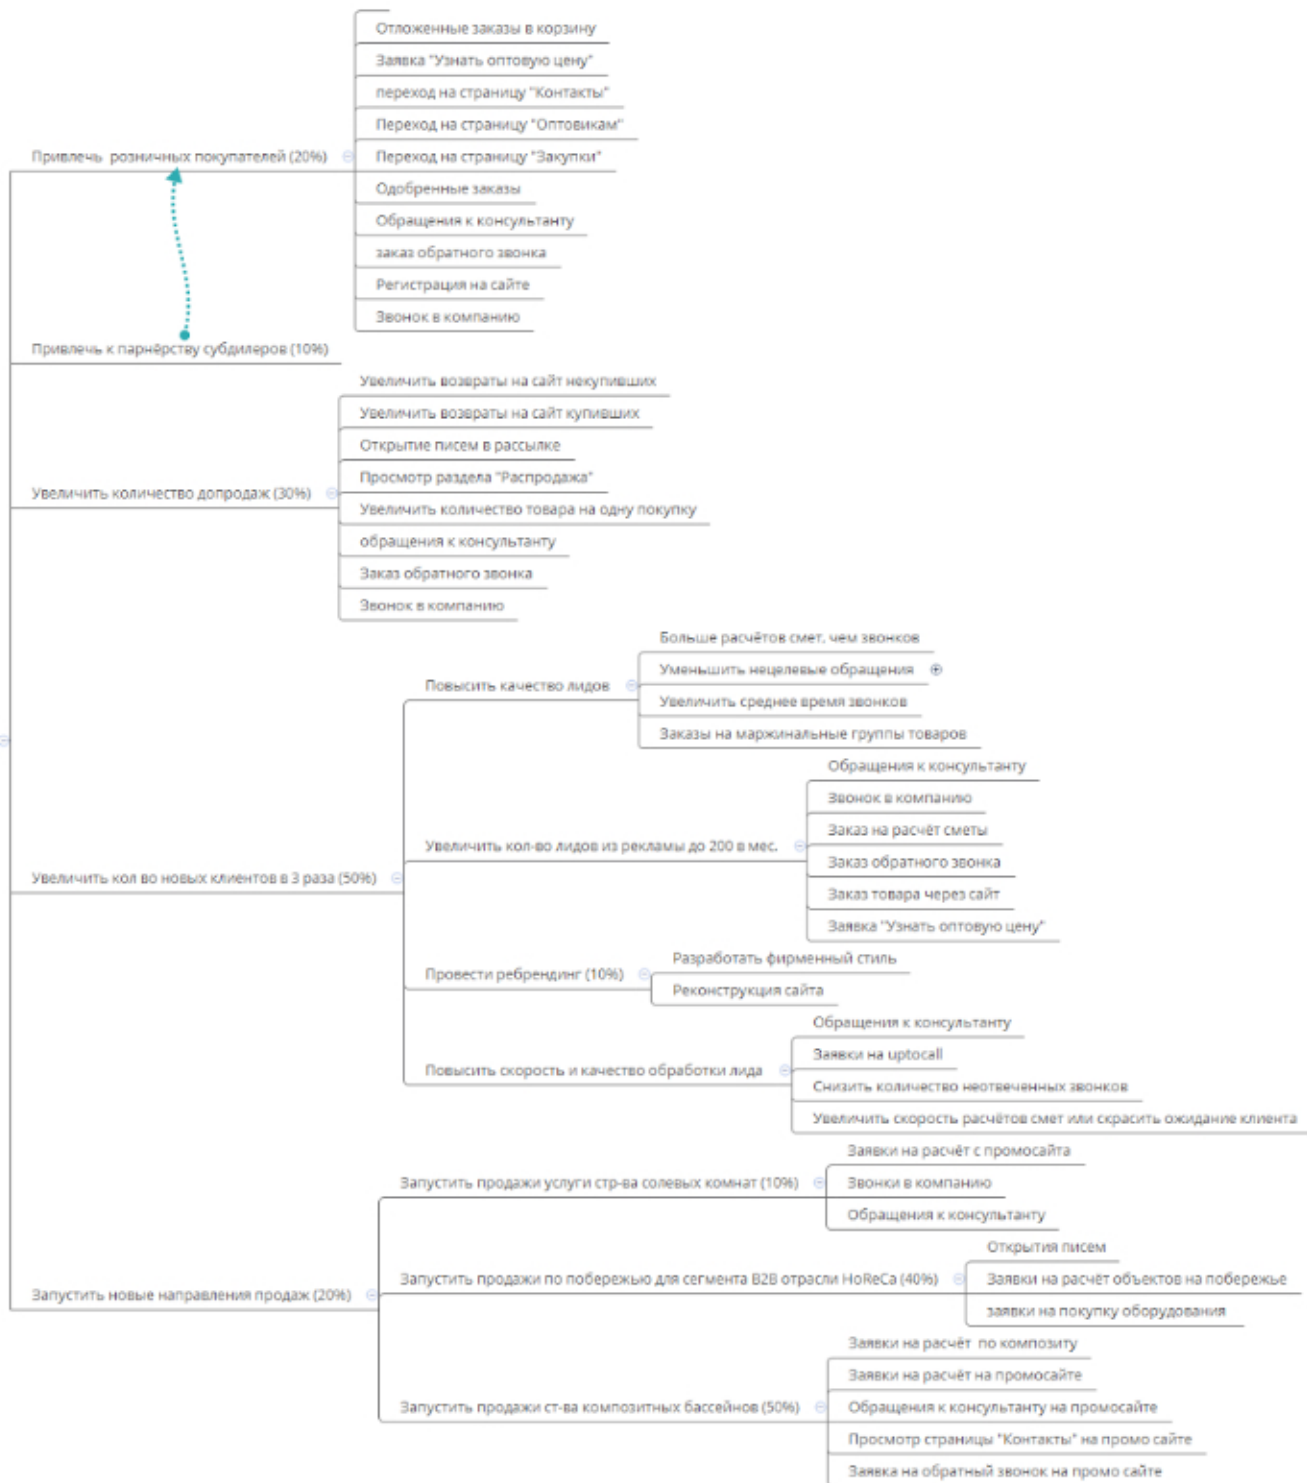 Отложенные заказы в корзину
Заявка "Узнать оптовую цену"
переход на страницу "Контакты"
Переход на страницу "Оптовикам"
Привлечь розничных покупателей (20%)
Переход на страницу "Закупки"
Одобренные заказы
Обращения к консультанту
заказ обратного звонка
Регистрация на сайте
Звонок в компанию
Привлечь к парнёрству субдилеров (10%)
Увеличить возвраты на сайт некупивших
Увеличить возвраты на сайт купивших
Открытие писем в рассылке
Просмотр раздела "Распродажа"
Увеличить количество допродаж (30%)
Увеличить количество товара на одну покупку
обращения к консультанту
Заказ обратного звонка
Звонок в компанию
Больше расчётов смет, чем звонков
Уменьшить нецелевые обращения
Повысить качество лидов
Увеличить среднее время звонков
Заказы на маржинальные группы товаров
Обращения к консультанту
Звонок в компанию
Заказ на расчёт сметы
Увеличить кол-во лидов из рекламы до 200 в мес.
Заказ обратного звонка
Увеличить кол во новых клиентов в 3 раза (50%)
Заказ товара через сайт
Заявка "Узнать оптовую цену"
Разработать фирменный стиль
Провести ребрендинг (10%)
Реконструкция сайта
Обращения к консультанту
Заявки на uptocall
Повысить скорость и качество обработки лида
Снизить количество неотвеченных звонков
Увеличить скорость расчётов смет или скрасить ожидание клиента
Заявки на расчёт с промосайта
Запустить продажи услуги стр-ва солевых комнат (10%)
Звонки в компанию
Обращения к консультанту
Открытия писем
Запустить продажи по побережью для сегмента B2B отрасли HoReCa (40%)
Заявки на расчёт объектов на побережье
Запустить новые направления продаж (20%)
заявки на покупку оборудования
Заявки на расчёт по композиту
Заявки на расчёт на промосайте
Запустить продажи ст-ва композитных бассейнов (50%)
Обращения к консультанту на промосайте
Просмотр страницы "Контакты" на промо сайте
Заявка на обратный звонок на промо сайте